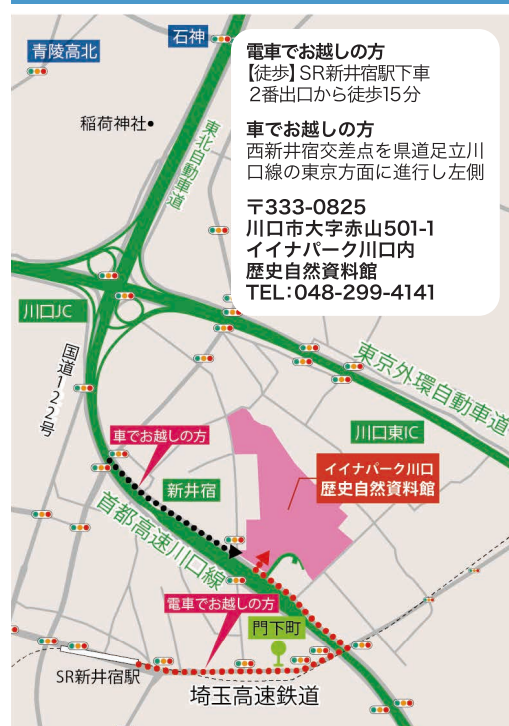 石神
青陵高北
電車でお越しの方
【徒歩】SR新井宿駅下車
2番出口から徒歩15分
車でお越しの方
西新井宿交差点を県道足立川
口線の東京方面に進行し左側
〒333-0825
川口市大字赤山501-1
イイナパーク川口内
歴史自然資料館
TEL:048-299-4141
稲荷神社
東北自動車道
川口JC
国道122号
東京外環自動車道
川口東IC
車でお越しの方
イイナパーク川口
歴史自然資料館
新井宿
首都高速川口線
電車でお越しの方
門下町
SR新井宿駅
埼玉高速鉄道